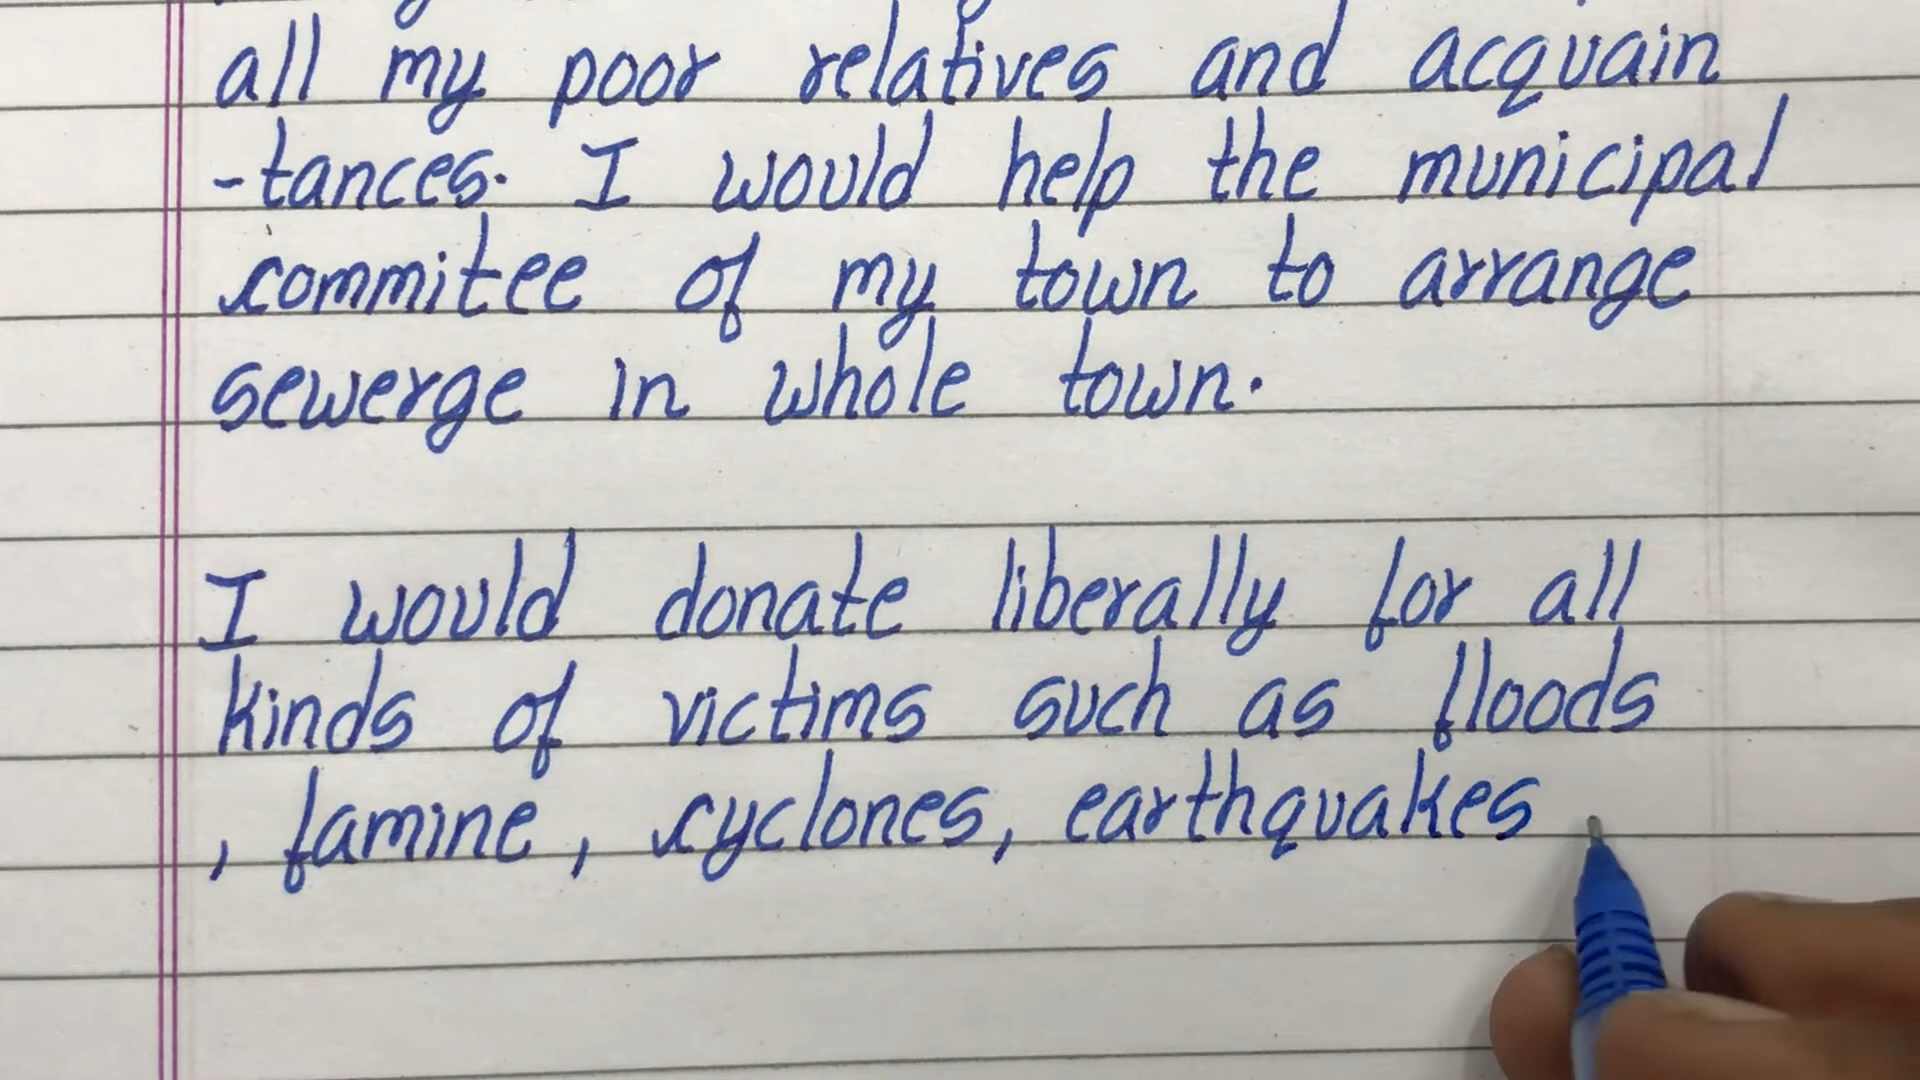 all my poor relatives and acquain
-tances. I would help the municipal
commitee of my town to arrange
sewerge in whole town.
I would donate liberally for all
kinds of victims such as floods
, famine, cyclones, earthquakes